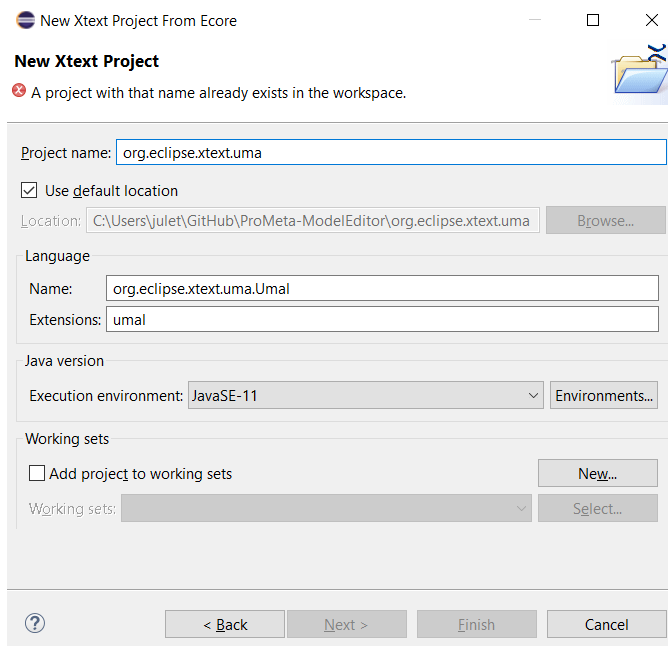 New Xtext Project From Ecore
New Xtext Project
A project with that name already exists in the workspace.
Project name: org.eclipse.xtext.uma
Use default location
Location: C:\Users\julet\GitHub\ProMeta-ModelEditor\org.eclipse.xtext.uma Browse...
Language
Name: org.eclipse.xtext.uma.Umal
Extensions: umal
Java version
Execution environment: JavaSE-11 Environments...
Working sets
Add project to working sets New...
Working sets: Select...
? < Back Next > Finish Cancel